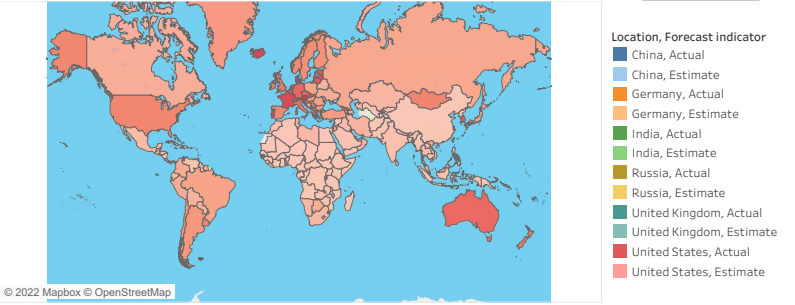 Location, Forecast indicator
China, Actual
China, Estimate
Germany, Actual
Germany, Estimate
India, Actual
India, Estimate
Russia, Actual
Russia, Estimate
United Kingdom, Actual
United Kingdom, Estimate
United States, Actual
United States, Estimate
© 2022 Mapbox © OpenStreetMap